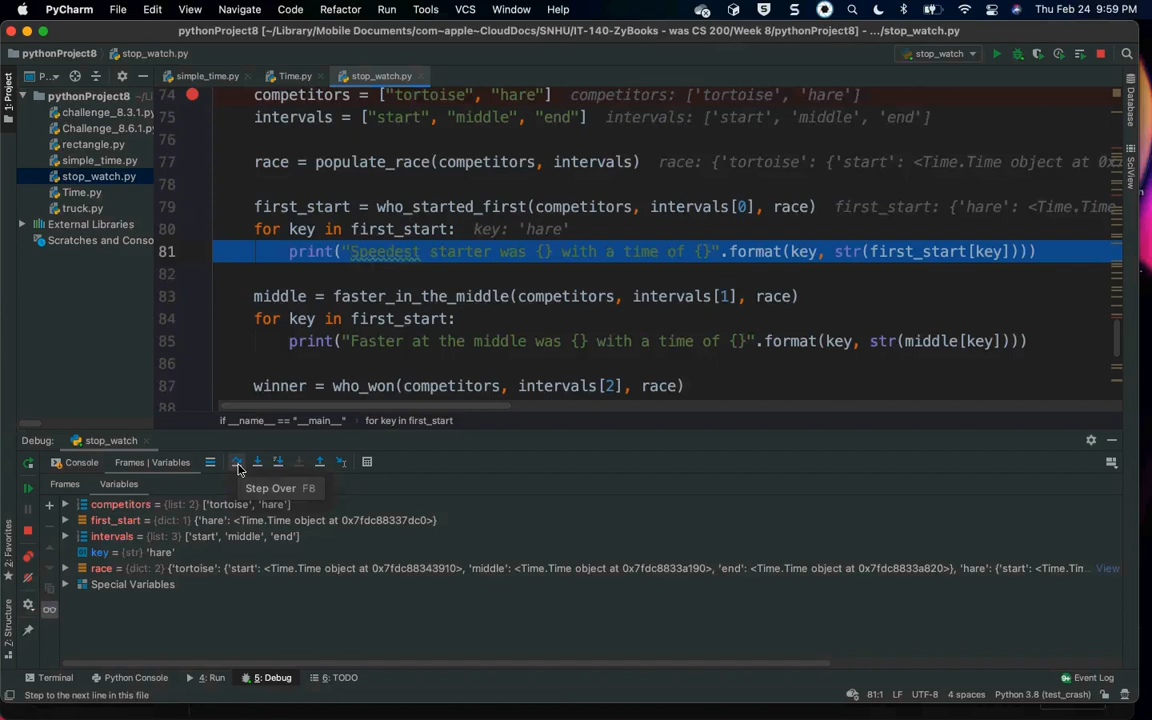 PyCharm File Edit View Navigate Code Refactor Run Tools VCS Window Help Thu Feb 24 9:59 PM
pythonProject8 [~/Library/Mobile Documents/com~apple~CloudDocs/SNHU/IT-140-ZyBooks - was CS 200/Week 8/pythonProject8] - .../stop_watch.py
pythonProject8 stop_watch.py stop_watch
P... simple_time.py Time.py stop_watch.py
1: Project
pythonProject8
challenge_8.3.1.py
Challenge_8.6.1.py
rectangle.py
simple_time.py
stop_watch.py
Time.py
truck.py
External Libraries
Scratches and Conso
74 competitors = ["tortoise", "hare"] competitors: ['tortoise', 'hare']
75 intervals = ["start", "middle", "end"] intervals: ['start', 'middle', 'end']
76
77 race = populate_race(competitors, intervals) race: {'tortoise': {'start': <Time.Time object at 0x
78
79 first_start = who_started_first(competitors, intervals[0], race) first_start: {'hare': <Time.Time
80 for key in first_start: key: 'hare'
81 print("Speedest starter was {} with a time of {}".format(key, str(first_start[key])))
82
83 middle = faster_in_the_middle(competitors, intervals[1], race)
84 for key in first_start:
85 print("Faster at the middle was {} with a time of {}".format(key, str(middle[key])))
86
87 winner = who_won(competitors, intervals[2], race)
88
Database
SciView
if __name__ == "__main__" for key in first_start
Debug: stop_watch
Console Frames | Variables
Step Over F8
Frames Variables
competitors = {list: 2} ['tortoise', 'hare']
first_start = {dict: 1} {'hare': <Time.Time object at 0x7fdc88337dc0>}
intervals = {list: 3} ['start', 'middle', 'end']
key = {str} 'hare'
race = {dict: 2} {'tortoise': {'start': <Time.Time object at 0x7fdc88343910>, 'middle': <Time.Time object at 0x7fdc8833a190>, 'end': <Time.Time object at 0x7fdc8833a820>}, 'hare': {'start': <Time.Tim... View
Special Variables
2: Favorites
7: Structure
Terminal Python Console 4: Run 5: Debug 6: TODO Event Log
Step to the next line in this file 81:1 LF UTF-8 4 spaces Python 3.8 (test_crash)